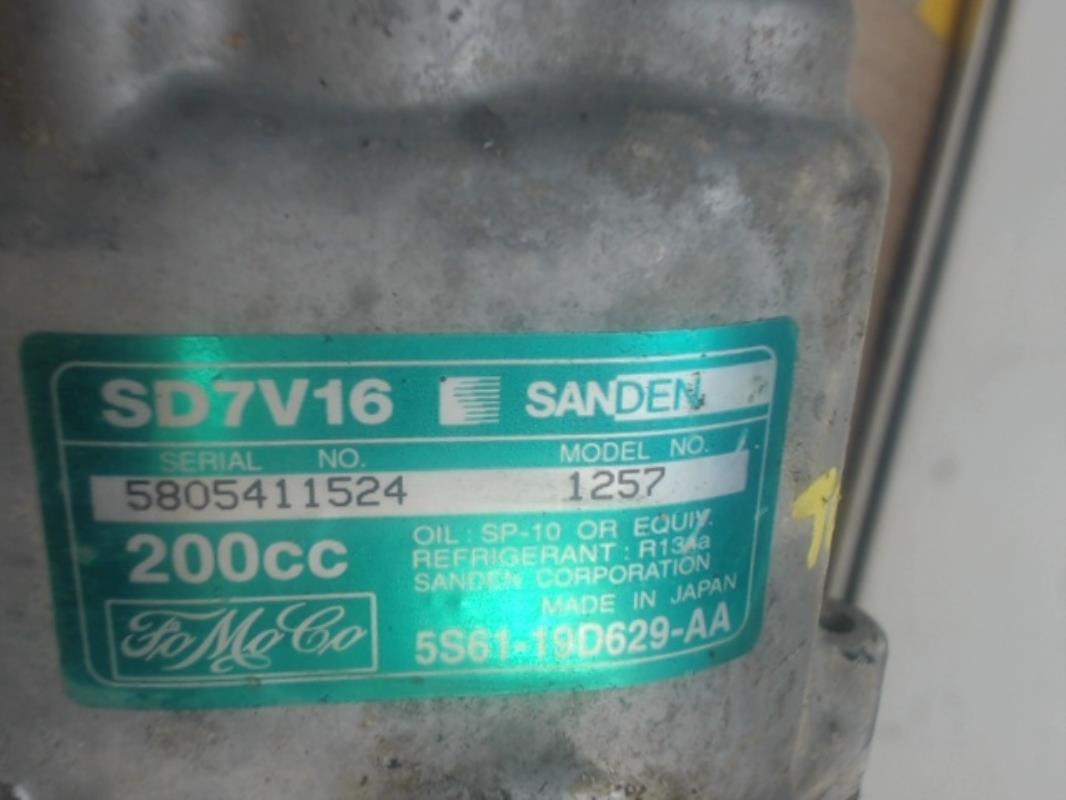 SD7V16 SANDEN
SERIAL NO. MODEL NO.
5805411524 1257
200cc
OIL : SP-10 OR EQUIV.
REFRIGERANT : R134a
SANDEN CORPORATION
MADE IN JAPAN
FoMoCo
5S61-19D629-AA